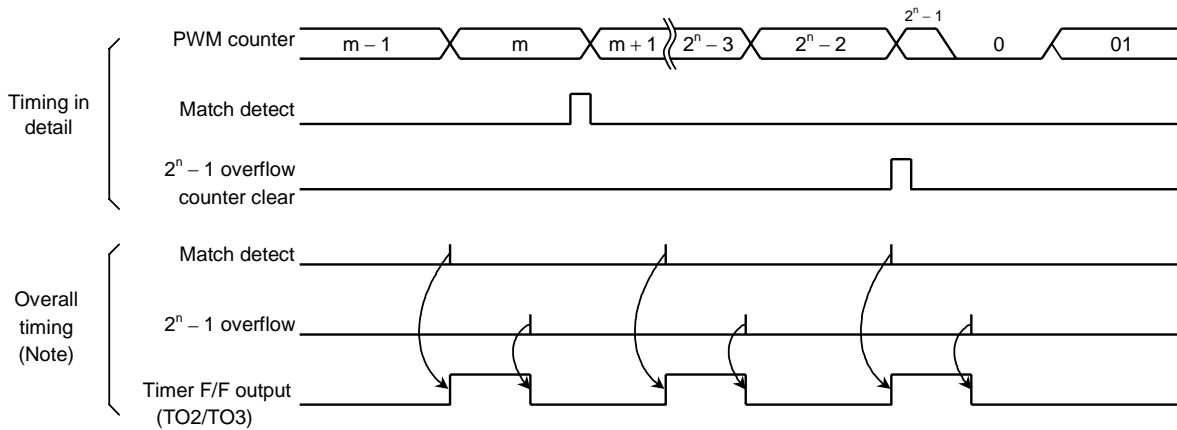 2ⁿ – 1
PWM counter
m – 1
m
m + 1
2ⁿ – 3
2ⁿ – 2
0
01
Timing in
detail
Match detect
2ⁿ – 1 overflow
counter clear
Match detect
Overall
timing
(Note)
2ⁿ – 1 overflow
Timer F/F output
(TO2/TO3)